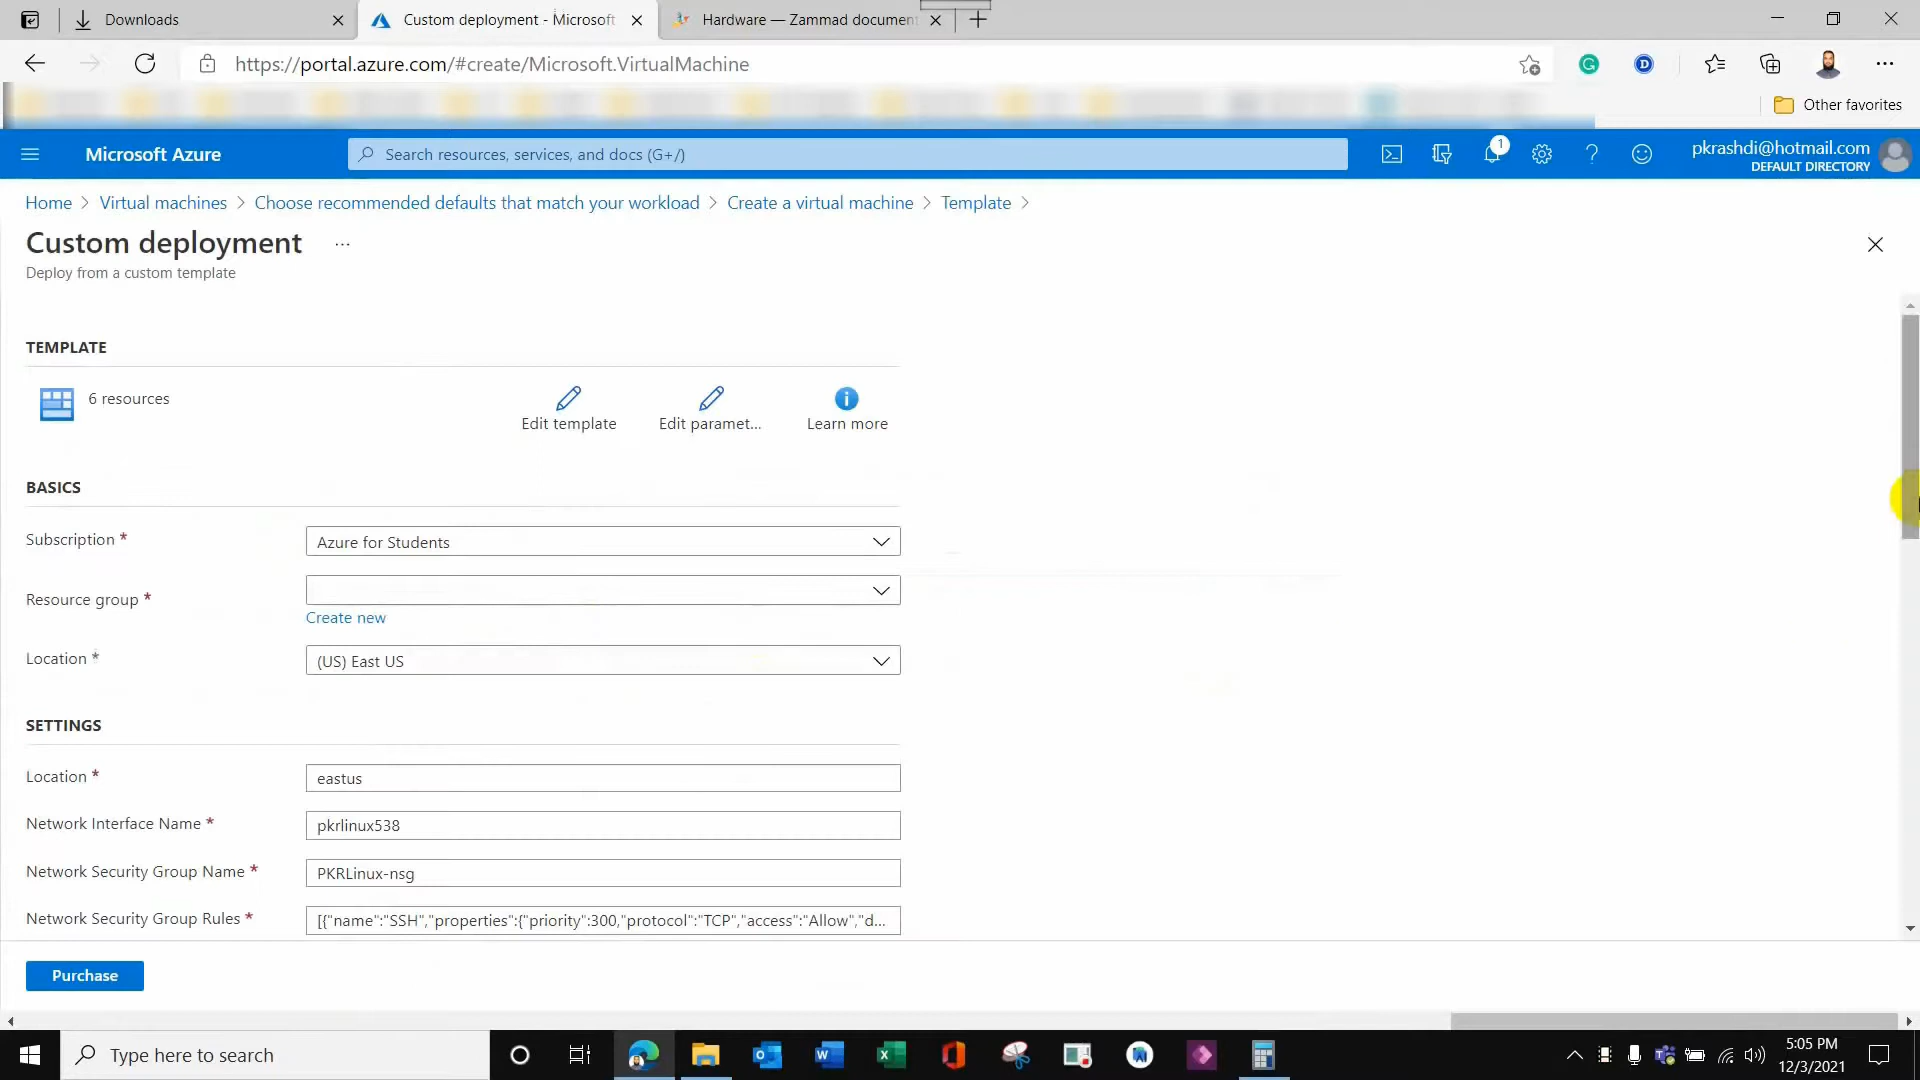 Downloads
Custom deployment - Microsoft
Hardware — Zammad document
https://portal.azure.com/#create/Microsoft.VirtualMachine
Other favorites
Microsoft Azure
Search resources, services, and docs (G+/)
1
pkrashdi@hotmail.com
DEFAULT DIRECTORY
Home > Virtual machines > Choose recommended defaults that match your workload > Create a virtual machine > Template >
Custom deployment ...
Deploy from a custom template
TEMPLATE
6 resources
Edit template
Edit paramet...
Learn more
BASICS
Subscription *
Azure for Students
Resource group *
Create new
Location *
(US) East US
SETTINGS
Location *
eastus
Network Interface Name *
pkrlinux538
Network Security Group Name *
PKRLinux-nsg
Network Security Group Rules *
[{"name":"SSH","properties":{"priority":300,"protocol":"TCP","access":"Allow","d...
Purchase
Type here to search
5:05 PM
12/3/2021